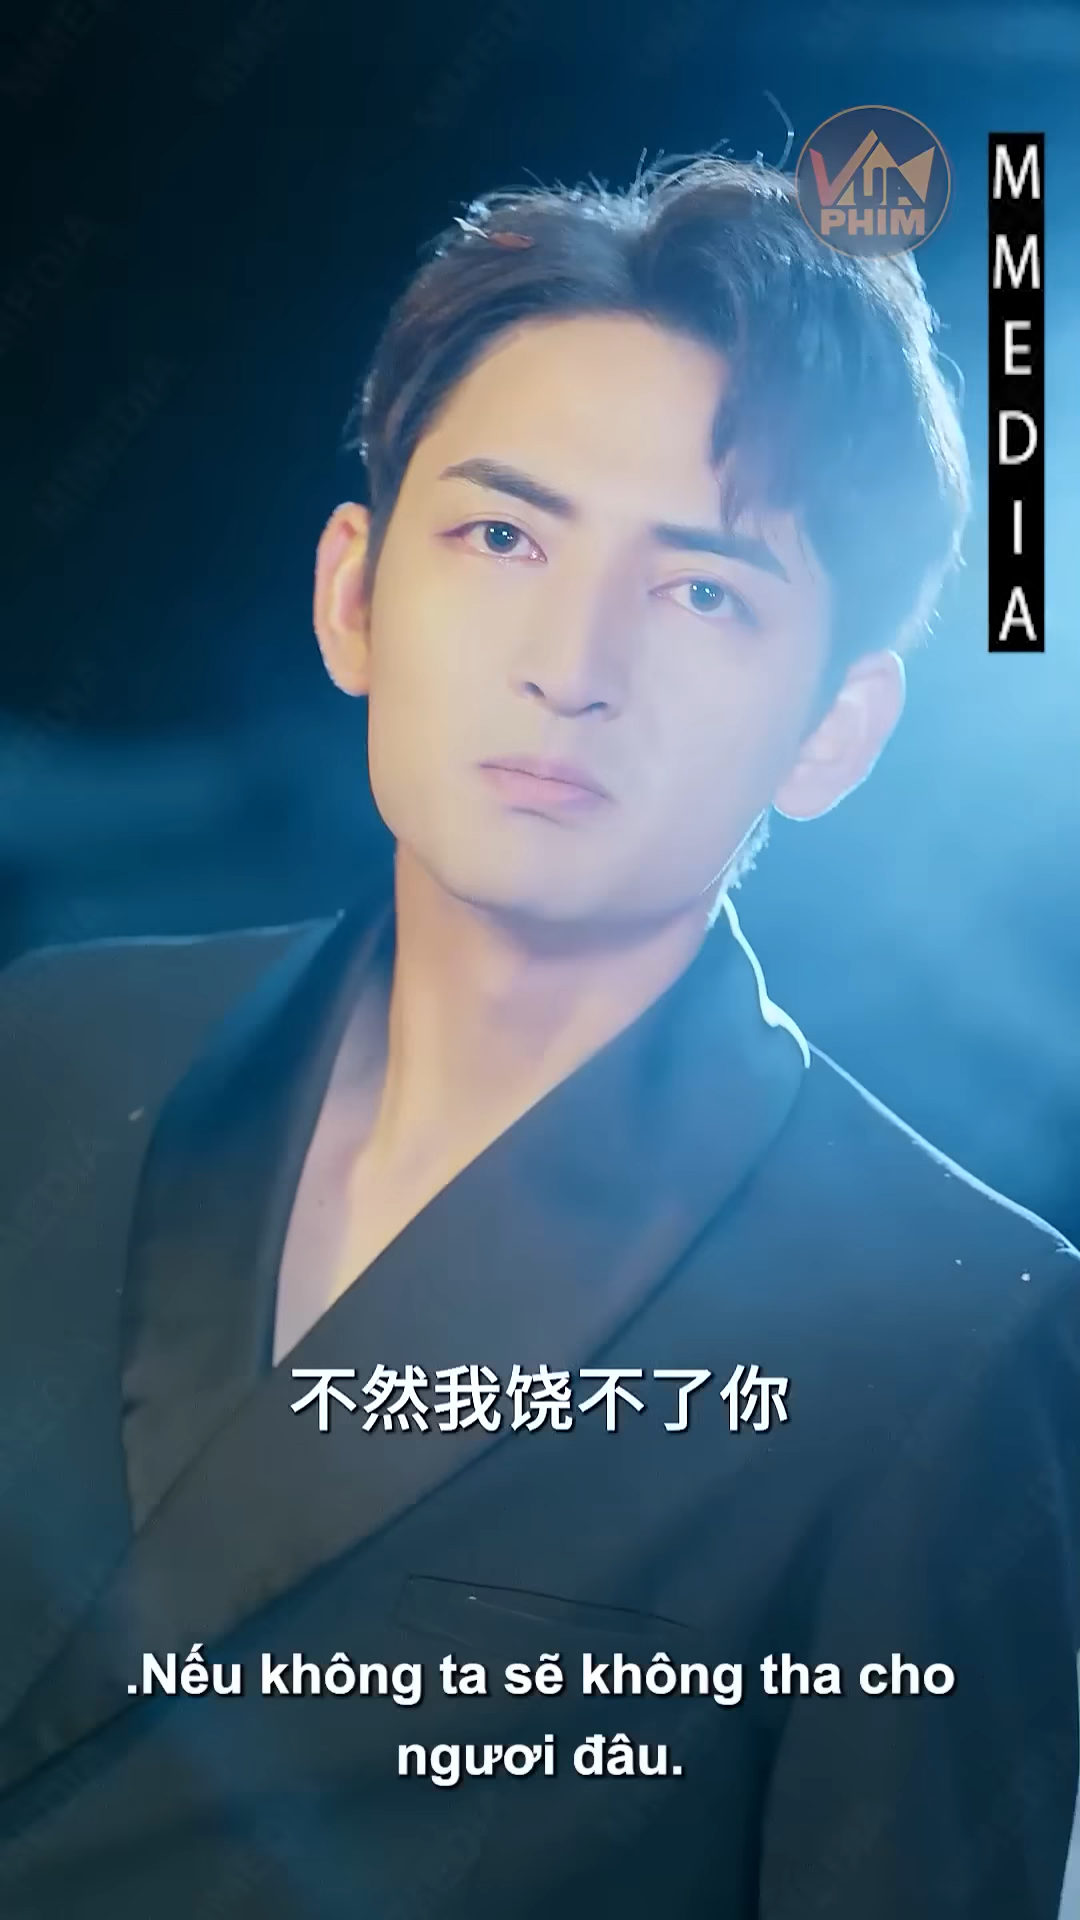 VUA
PHIM
MMEDIA
不然我饶不了你
.Nếu không ta sẽ không tha cho
ngươi đâu.